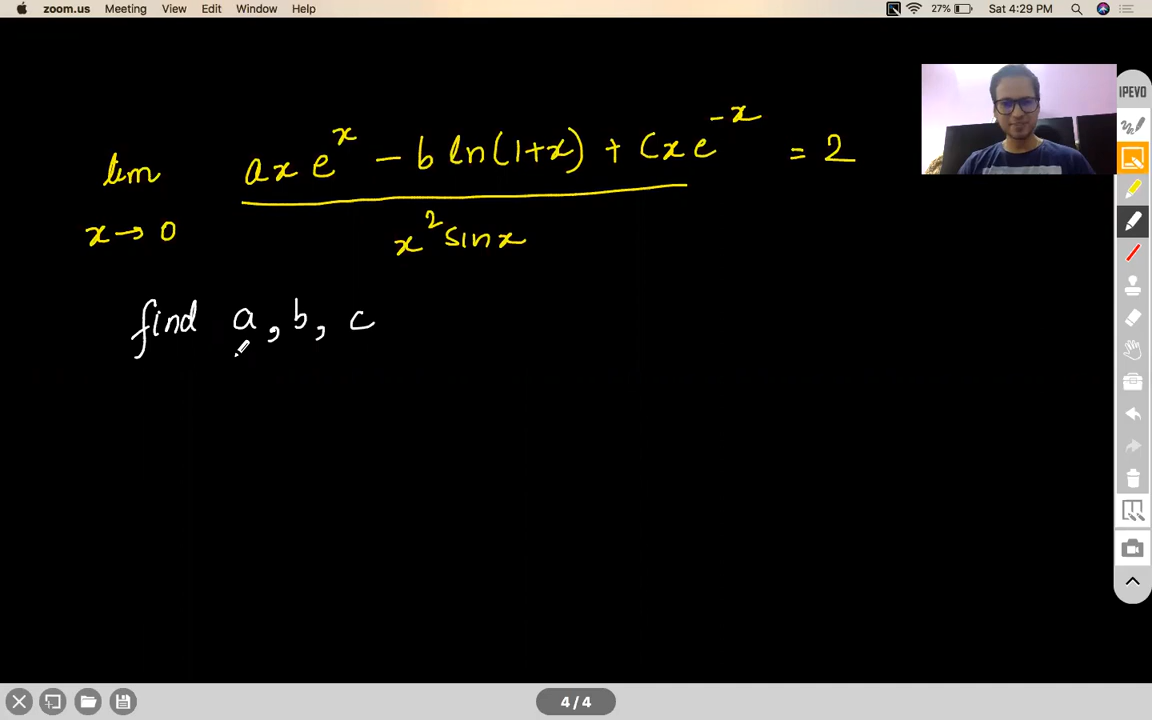 zoom.us Meeting View Edit Window Help 27% Sat 4:29 PM
IPEVO
lim axe^x - b ln(1+x) + cxe^-x = 2
x→0 x^2 sinx
find a, b, c
4 / 4